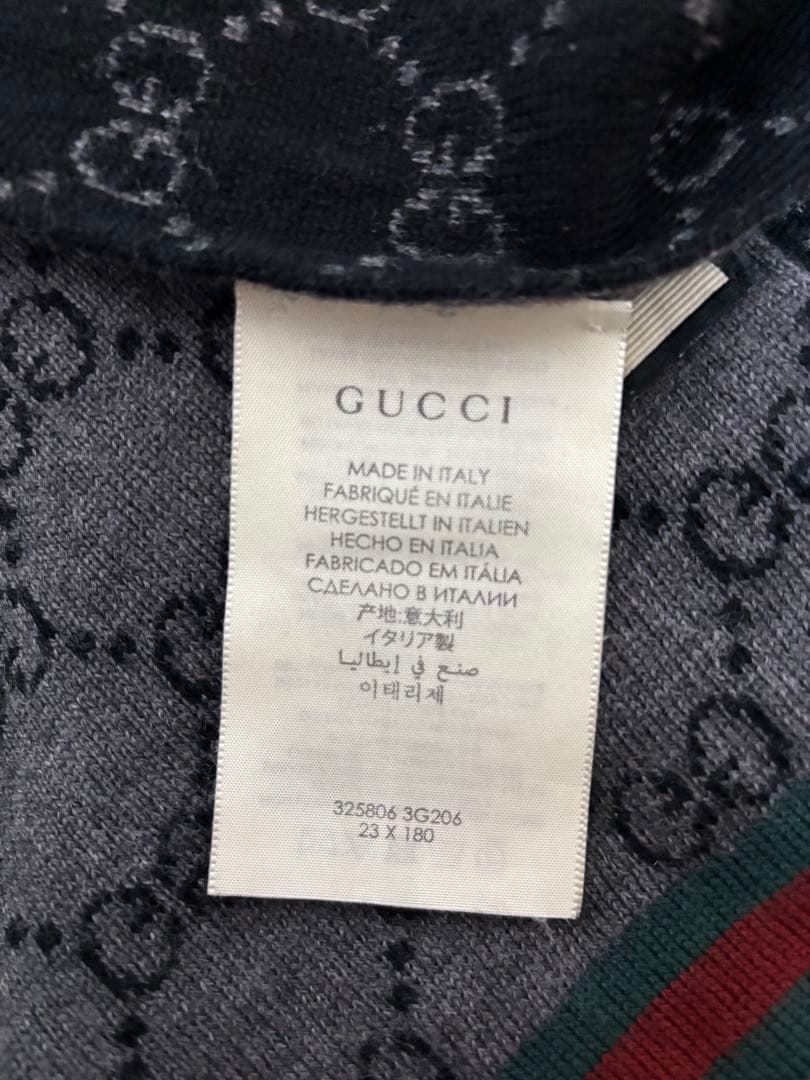 GUCCI
MADE IN ITALY
FABRIQUÉ EN ITALIE
HERGESTELLT IN ITALIEN
HECHO EN ITALIA
FABRICADO EM ITÁLIA
СДЕЛАНО В ИТАЛИИ
产地:意大利
イタリア製
صنع في إيطاليا
이태리제
325806 3G206
23 X 180